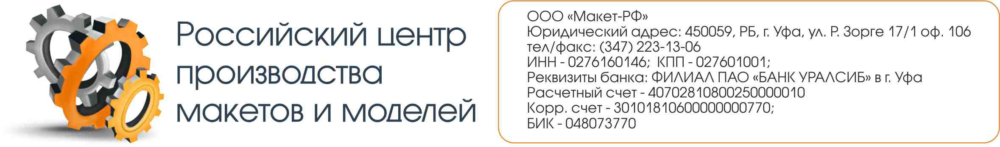 Российский центр
производства
макетов и моделей
ООО «Макет-РФ»
Юридический адрес: 450059, РБ, г. Уфа, ул. Р. Зорге 17/1 оф. 106
тел/факс: (347) 223-13-06
ИНН - 0276160146; КПП - 027601001;
Реквизиты банка: ФИЛИАЛ ПАО «БАНК УРАЛСИБ» в г. Уфа
Расчетный счет - 40702810800250000010
Корр. счет - 30101810600000000770;
БИК - 048073770